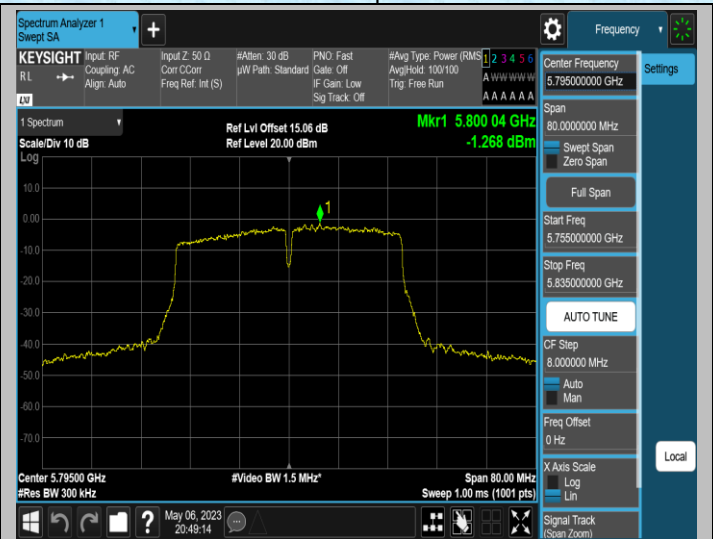 Spectrum Analyzer 1
Swept SA
+
Frequency
KEYSIGHT
RL
LXI
Input: RF
Coupling: AC
Align: Auto
Input Z: 50 Ω
Corr CCorr
Freq Ref: Int (S)
#Atten: 30 dB
µW Path: Standard
PNO: Fast
Gate: Off
IF Gain: Low
Sig Track: Off
#Avg Type: Power (RMS
Avg|Hold: 100/100
Trig: Free Run
1 2 3 4 5 6
A W W W W W
A A A A A A
1 Spectrum
Scale/Div 10 dB
Log
Ref Lvl Offset 15.06 dB
Ref Level 20.00 dBm
Mkr1 5.800 04 GHz
-1.268 dBm
10.0
0.00
-10.0
-20.0
-30.0
-40.0
-50.0
-60.0
-70.0
1
Center 5.79500 GHz
#Res BW 300 kHz
#Video BW 1.5 MHz*
Span 80.00 MHz
Sweep 1.00 ms (1001 pts)
?
May 06, 2023
20:49:14
Center Frequency
5.795000000 GHz
Span
80.0000000 MHz
Swept Span
Zero Span
Full Span
Start Freq
5.755000000 GHz
Stop Freq
5.835000000 GHz
AUTO TUNE
CF Step
8.000000 MHz
Auto
Man
Freq Offset
0 Hz
X Axis Scale
Log
Lin
Signal Track
(Span Zoom)
Settings
Local